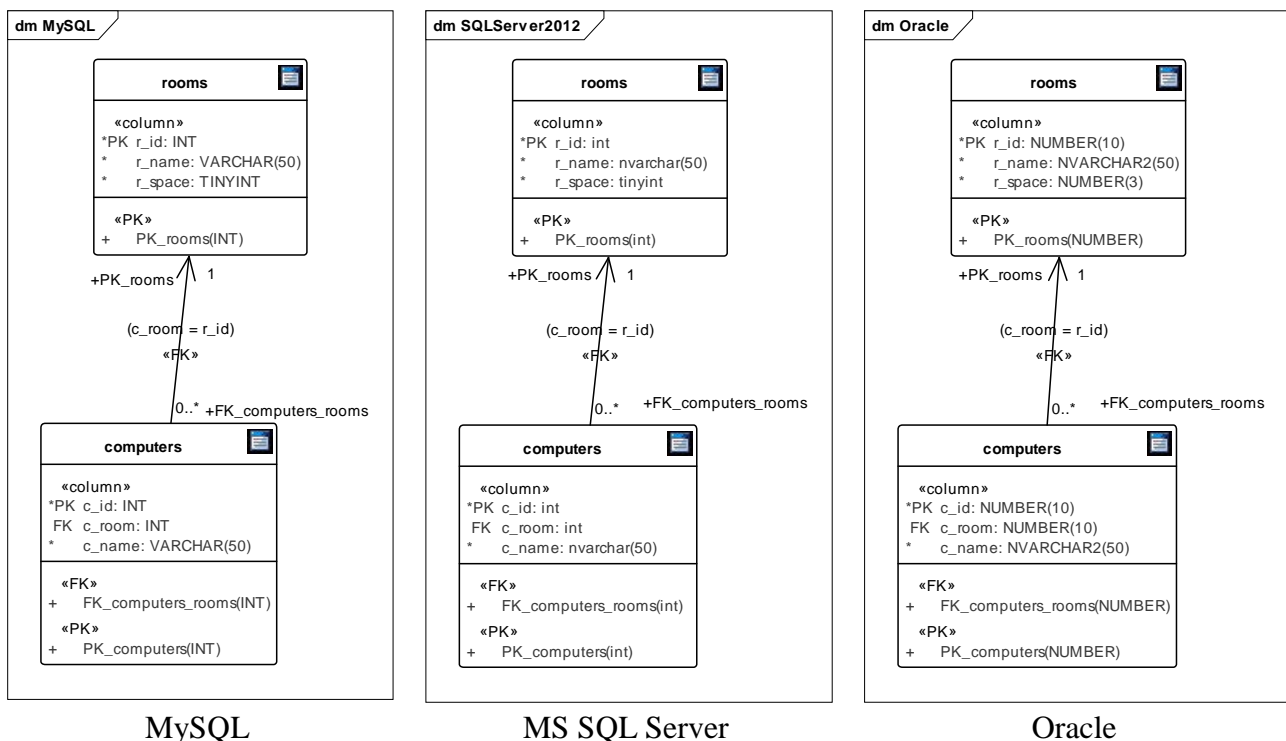 dm MySQL
rooms
«column»
*PK r_id: INT
* r_name: VARCHAR(50)
* r_space: TINYINT
«PK»
+ PK_rooms(INT)
+PK_rooms 1
(c_room = r_id)
«FK»
0..* +FK_computers_rooms
computers
«column»
*PK c_id: INT
FK c_room: INT
* c_name: VARCHAR(50)
«FK»
+ FK_computers_rooms(INT)
«PK»
+ PK_computers(INT)
MySQL
dm SQLServer2012
rooms
«column»
*PK r_id: int
* r_name: nvarchar(50)
* r_space: tinyint
«PK»
+ PK_rooms(int)
+PK_rooms 1
(c_room = r_id)
«FK»
0..* +FK_computers_rooms
computers
«column»
*PK c_id: int
FK c_room: int
* c_name: nvarchar(50)
«FK»
+ FK_computers_rooms(int)
«PK»
+ PK_computers(int)
MS SQL Server
dm Oracle
rooms
«column»
*PK r_id: NUMBER(10)
* r_name: NVARCHAR2(50)
* r_space: NUMBER(3)
«PK»
+ PK_rooms(NUMBER)
+PK_rooms 1
(c_room = r_id)
«FK»
0..* +FK_computers_rooms
computers
«column»
*PK c_id: NUMBER(10)
FK c_room: NUMBER(10)
* c_name: NVARCHAR2(50)
«FK»
+ FK_computers_rooms(NUMBER)
«PK»
+ PK_computers(NUMBER)
Oracle